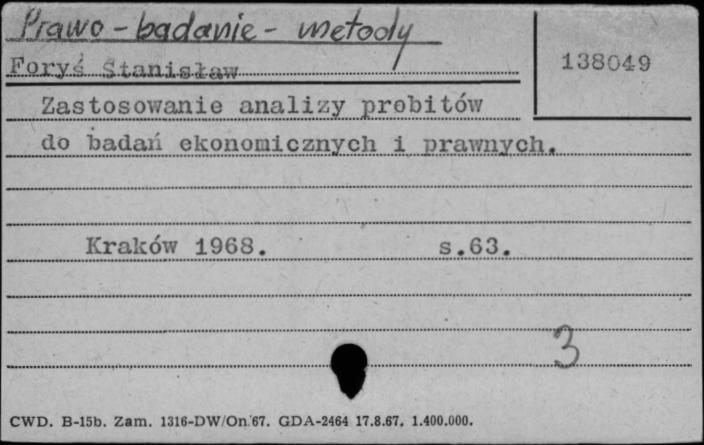 Prawo - badanie - metody
Foryś Stanisław
138049
Zastosowanie analizy probitów
do badań ekonomicznych i prawnych.
Kraków 1968. s.63.
3
CWD. B-15b. Zam. 1316-DW/On.67. GDA-2464 17.8.67. 1.400.000.